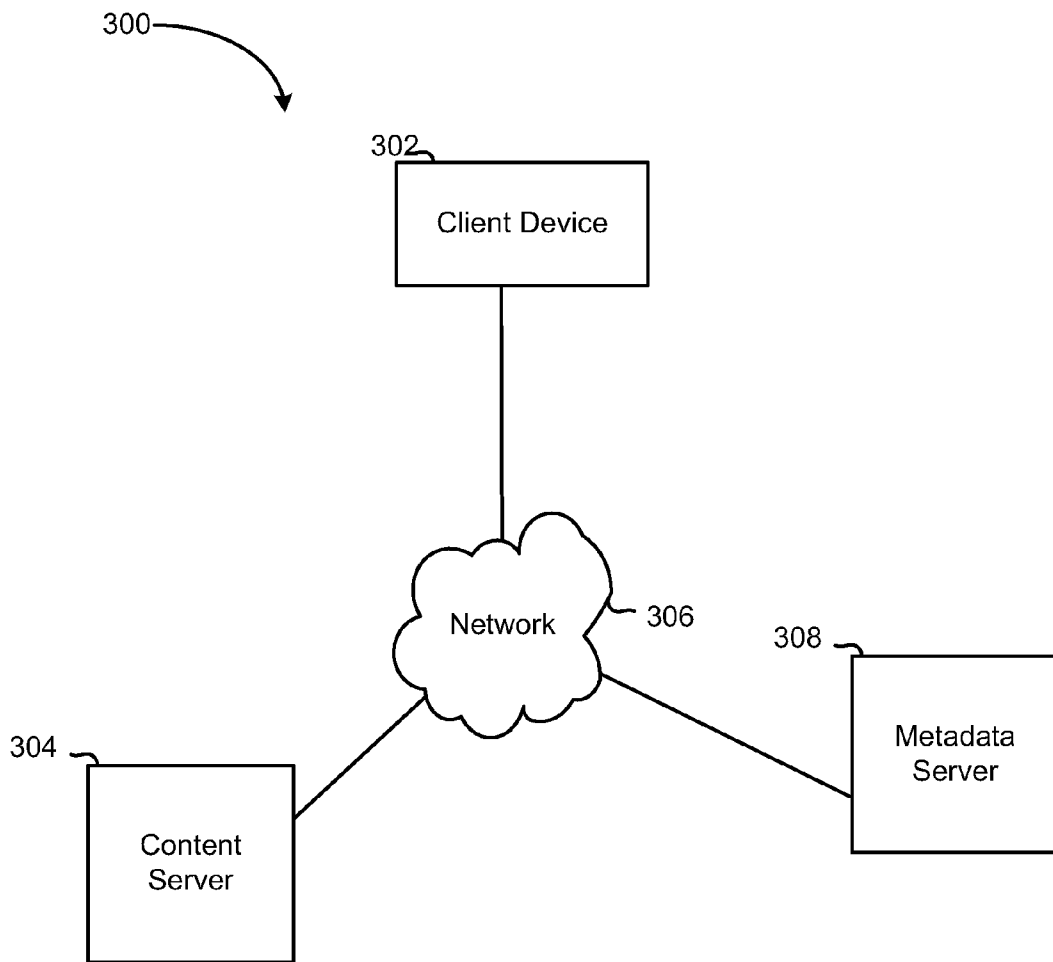 300
302
Client Device
Network
306
308
Metadata
Server
304
Content
Server